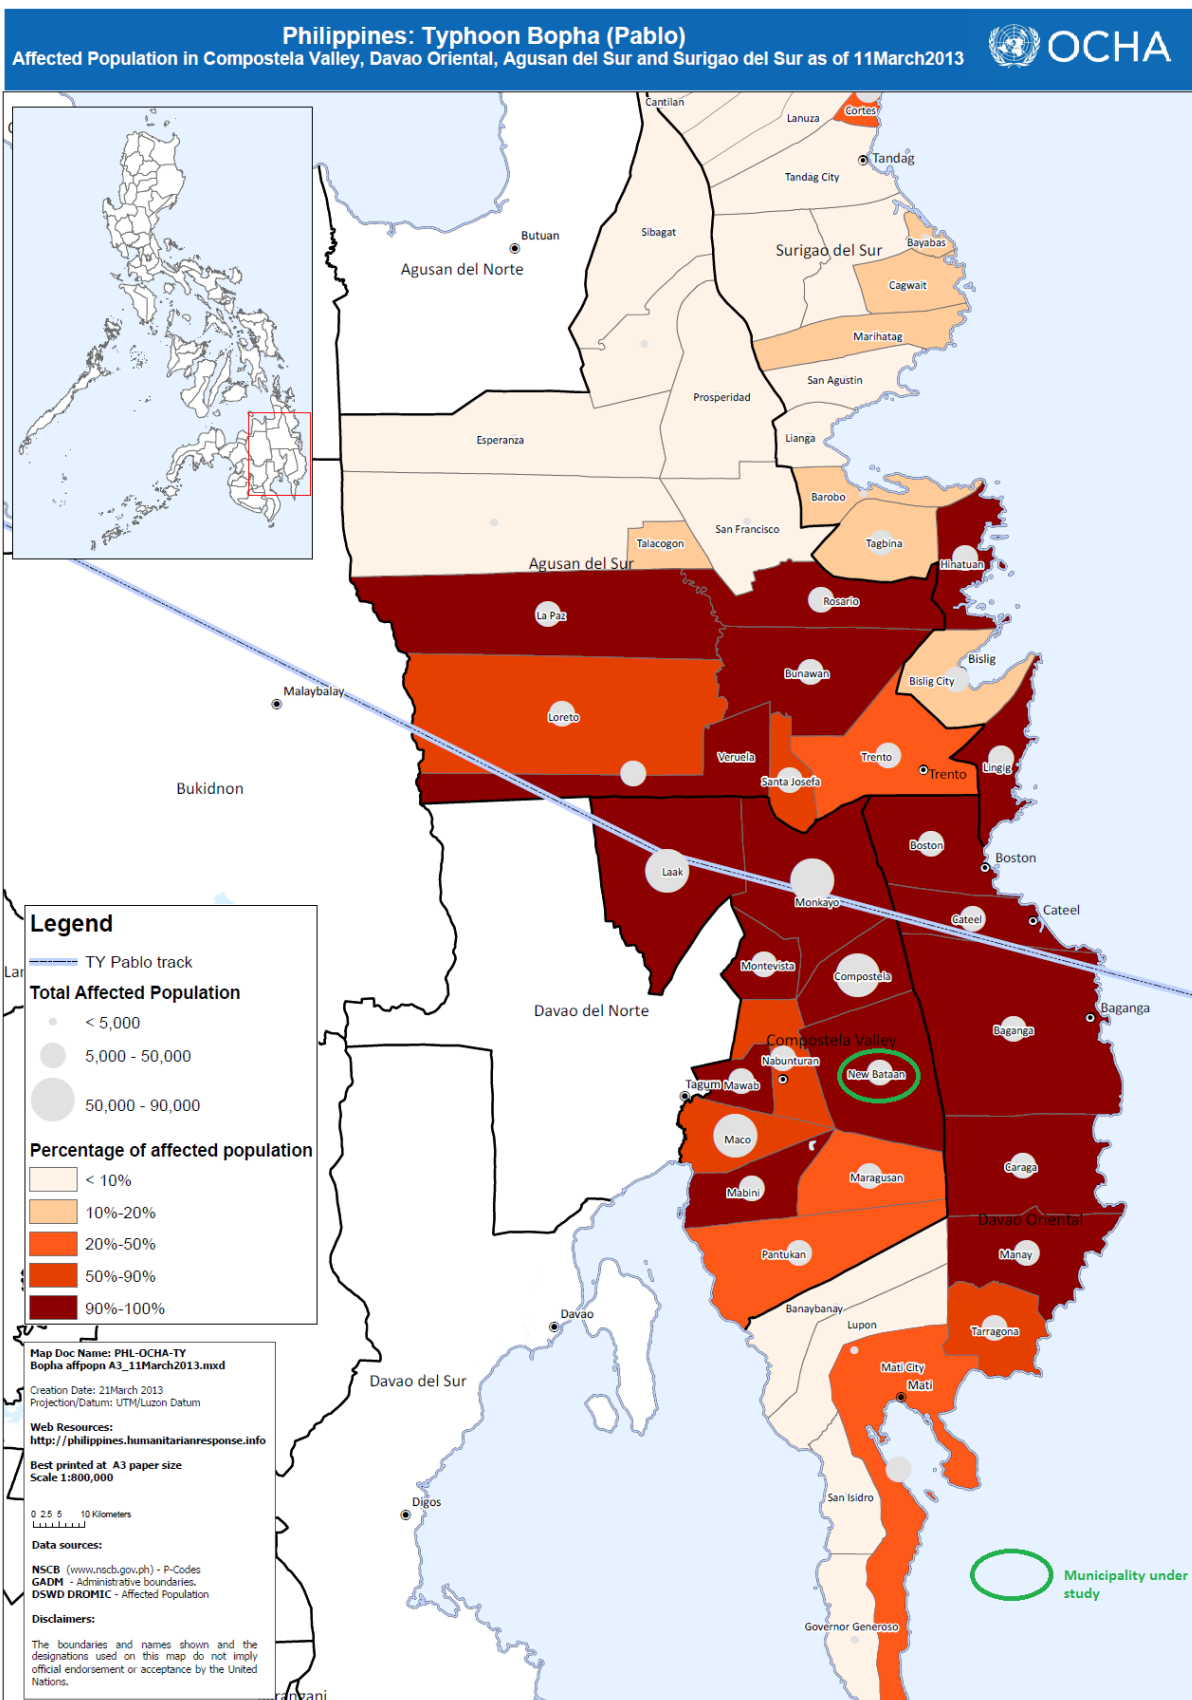 Philippines: Typhoon Bopha (Pablo)
Affected Population in Compostela Valley, Davao Oriental, Agusan del Sur and Surigao del Sur as of 11March2013
OCHA
Cantilan
Cortes
Lanuza
Tandag
Tandag City
Sibagat
Butuan
Bayabas
Surigao del Sur
Agusan del Norte
Cagwait
Marihatag
San Agustin
Prosperidad
Lianga
Esperanza
Barobo
San Francisco
Talacogon
Tagbina
Agusan del Sur
Hinatuan
Rosario
La Paz
Bislig
Bunawan
Bislig City
Malaybalay
Loreto
Veruela
Trento
Lingig
Trento
Santa Josefa
Bukidnon
Boston
Boston
Laak
Monkayo
Cateel
Cateel
Montevista
Compostela
Davao del Norte
Baganga
Baganga
Compostela Valley
Nabunturan
New Bataan
Tagum
Mawab
Maco
Caraga
Maragusan
Mabini
Davao Oriental
Pantukan
Manay
Banaybanay
Davao
Lupon
Tarragona
Mati City
Davao del Sur
Mati
San Isidro
Digos
Governor Generoso
Legend
TY Pablo track
Total Affected Population
< 5,000
5,000 - 50,000
50,000 - 90,000
Percentage of affected population
< 10%
10%-20%
20%-50%
50%-90%
90%-100%
Map Doc Name: PHL-OCHA-TY
Bopha affpopn A3_11March2013.mxd
Creation Date: 21March 2013
Projection/Datum: UTM/Luzon Datum
Web Resources:
http://philippines.humanitarianresponse.info
Best printed at A3 paper size
Scale 1:800,000
0 2.5 5 10 Kilometers
Data sources:
NSCB (www.nscb.gov.ph) - P-Codes
GADM - Administrative boundaries.
DSWD DROMIC - Affected Population
Disclaimers:
The boundaries and names shown and the
designations used on this map do not imply
official endorsement or acceptance by the United
Nations.
Municipality under
study